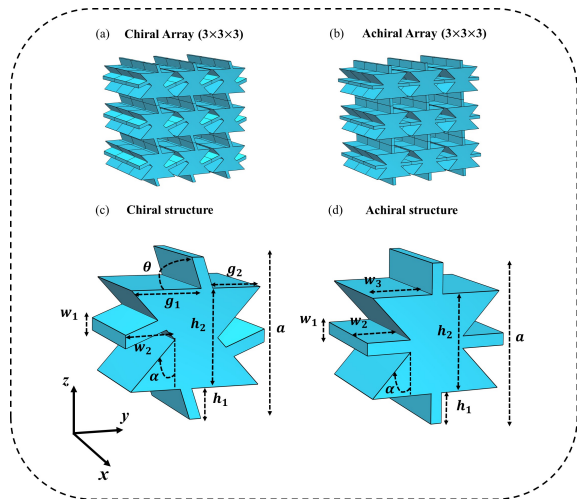 (a) Chiral Array (3×3×3)
(b) Achiral Array (3×3×3)
(c) Chiral structure
(d) Achiral structure
θ
g₂
g₁
w₁
h₂
a
w₂
α
h₁
w₃
w₁
w₂
h₂
a
α
h₁
z
y
x